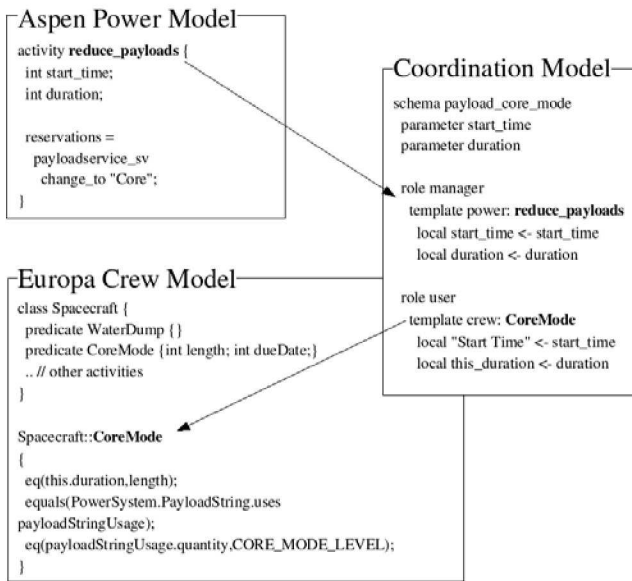 Aspen Power Model
activity reduce_payloads {
int start_time;
int duration;
reservations =
payloadservice_sv
change_to "Core";
}
Coordination Model
schema payload_core_mode
parameter start_time
parameter duration
role manager
template power: reduce_payloads
local start_time <- start_time
local duration <- duration
role user
template crew: CoreMode
local "Start Time" <- start_time
local this_duration <- duration
Europa Crew Model
class Spacecraft {
predicate WaterDump {}
predicate CoreMode {int length; int dueDate;}
.. // other activities
}
Spacecraft::CoreMode
{
eq(this.duration,length);
equals(PowerSystem.PayloadString.uses
payloadStringUsage);
eq(payloadStringUsage.quantity,CORE_MODE_LEVEL);
}